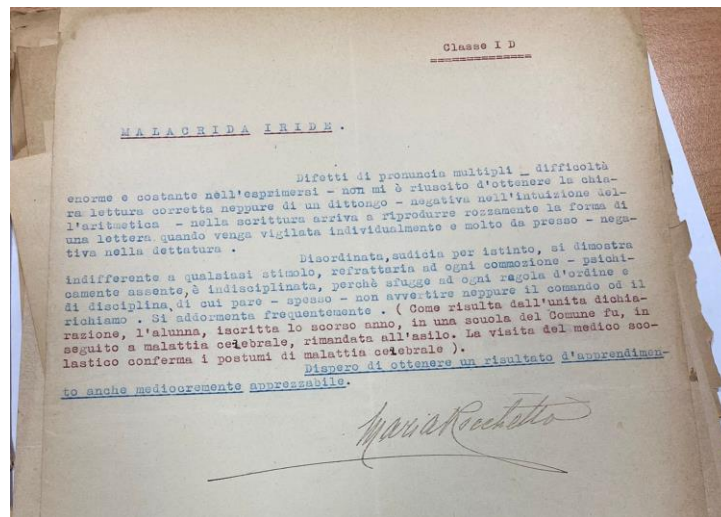 Classe I D
MALACRIDA IRIDE.
Difetti di pronuncia multipli _ difficoltà
enorme e costante nell'esprimersi - non mi è riuscito d'ottenere la chia-
ra lettura corretta neppure di un dittongo - negativa nell'intuizione del-
l'aritmetica - nella scrittura arriva a riprodurre rozzamente la forma di
una lettera quando venga vigilata individualmente e molto da presso - nega-
tiva nella dettatura .
Disordinata, sudicia per istinto, si dimostra
indifferente a qualsiasi stimolo, refrattaria ad ogni commozione - psichi-
camente assente, è indisciplinata, perchè sfugge ad ogni regola d'ordine e
di disciplina di cui pare - spesso - non avvertire neppure il comando od il
richiamo . Si addormenta frequentemente . ( Come risulta dall'unita dichia-
razione, l'alunna, iscritta lo scorso anno, in una scuola del Comune fu, in
seguito a malattia celebrale, rimandata all'asilo. La visita del medico sco-
lastico conferma i postumi di malattia celebrale ).
Dispero di ottenere un risultato d'apprendimen-
to anche mediocremente apprezzabile.
Maria Rocchetto